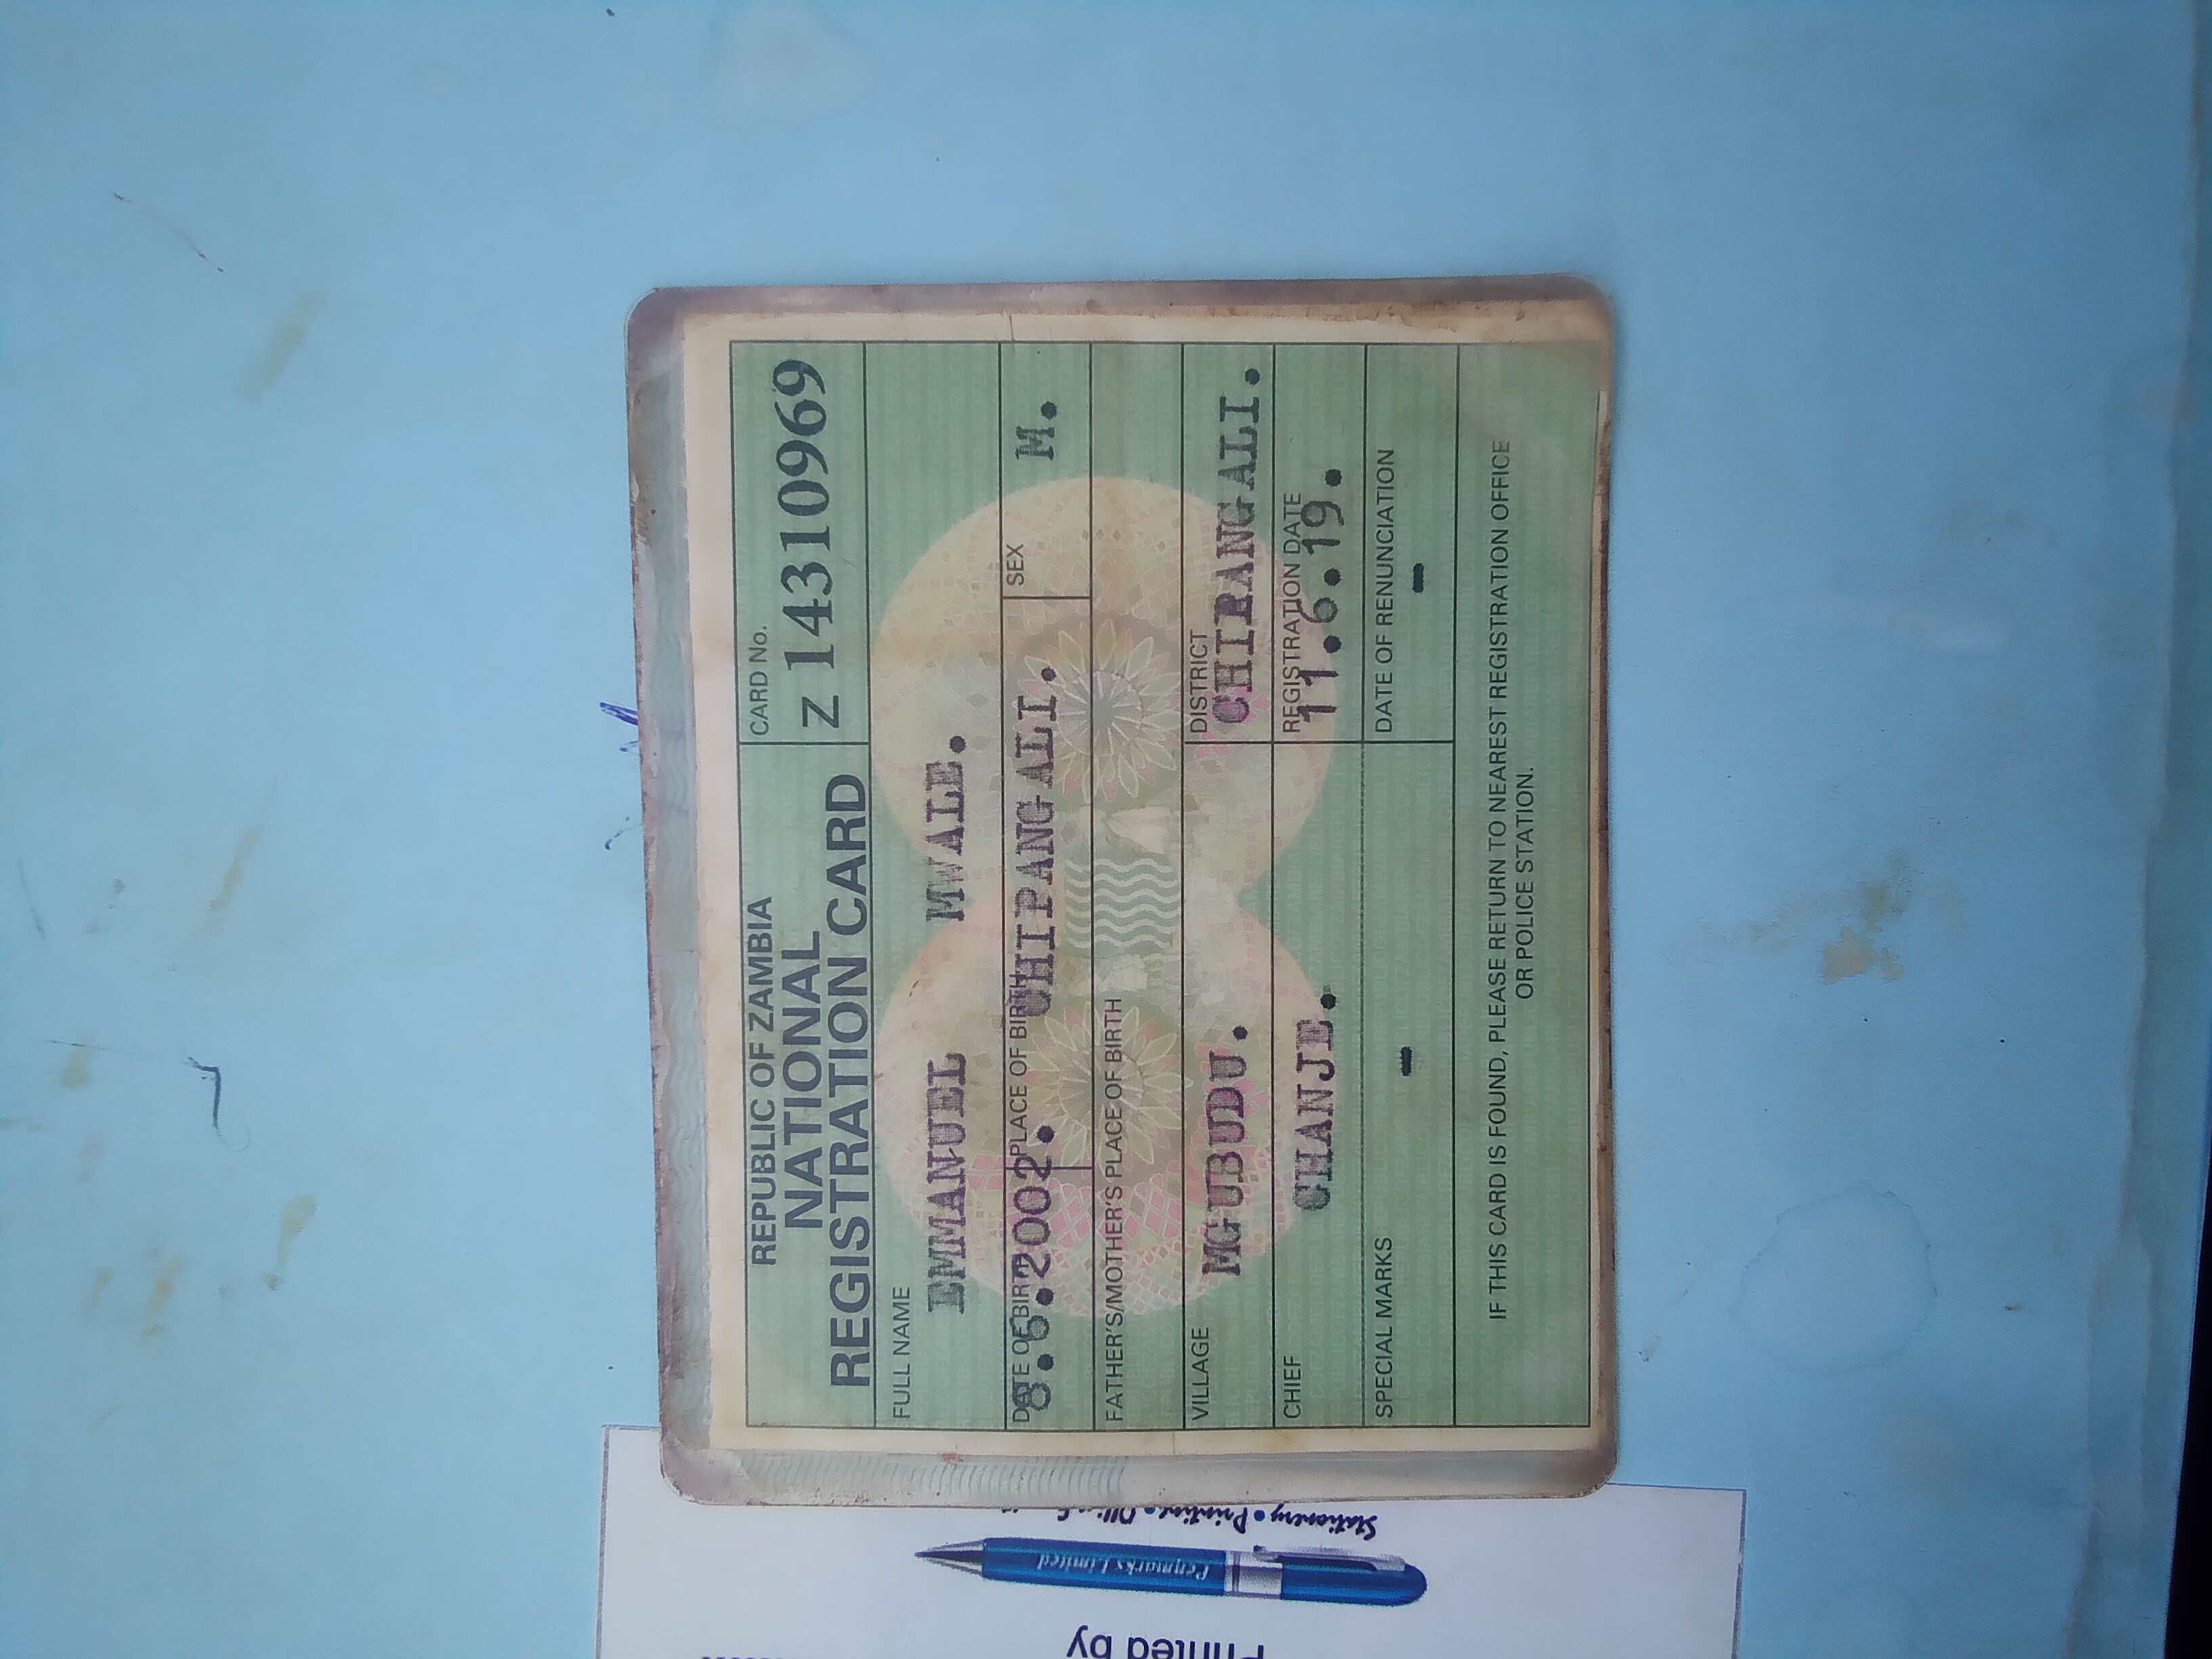 REPUBLIC OF ZAMBIA
NATIONAL
REGISTRATION CARD
CARD No.
Z 143109​69
FULL NAME
EMMANUEL MWALE.
DATE OF BIRTH PLACE OF BIRTH SEX
8.5.2002. CHIPANGALI. M.
FATHER'S/MOTHER'S PLACE OF BIRTH
VILLAGE DISTRICT
MGUBUDU. CHIPANGALI.
CHIEF REGISTRATION DATE
CHANJE. 11.6.19.
SPECIAL MARKS DATE OF RENUNCIATION
- -
IF THIS CARD IS FOUND, PLEASE RETURN TO NEAREST REGISTRATION OFFICE
OR POLICE STATION.
Stationery • Printing •
Penmarks Limited
Printed by